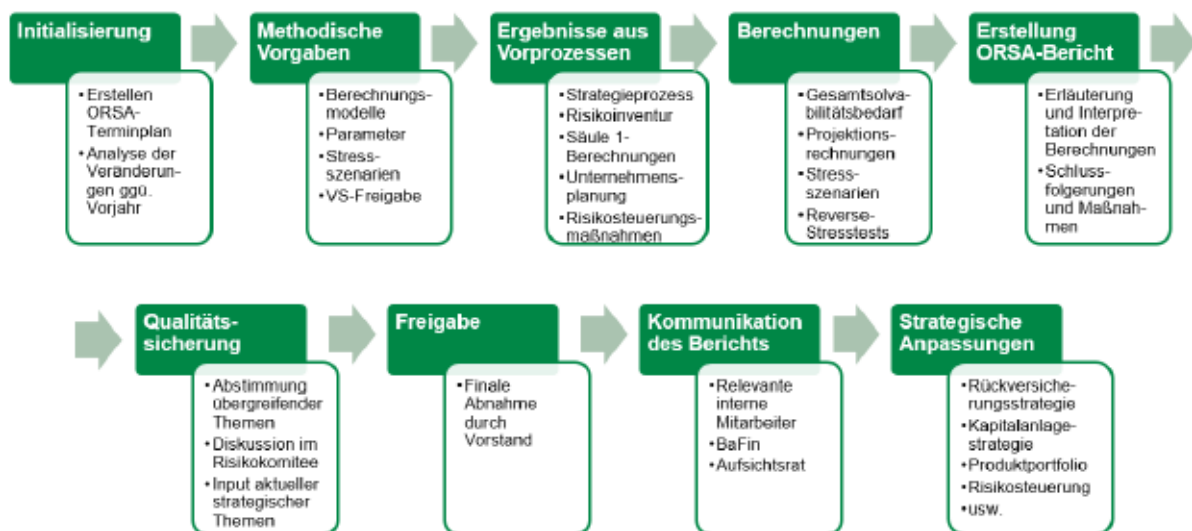 Initialisierung
• Erstellen
ORSA-
Terminplan
• Analyse der
Veränderun-
gen ggü.
Vorjahr
Methodische
Vorgaben
• Berechnungs-
modelle
• Parameter
• Stress-
szenarien
• VS-Freigabe
Ergebnisse aus
Vorprozessen
• Strategieprozess
• Risikoinventur
• Säule 1-
Berechnungen
• Unternehmens-
planung
• Risikosteuerungs-
maßnahmen
Berechnungen
• Gesamtsolva-
bilitätsbedarf
• Projektions-
rechnungen
• Stress-
szenarien
• Reverse-
Stresstests
Erstellung
ORSA-Bericht
• Erläuterung
und Interpre-
tation der
Berechnungen
• Schluss-
folgerungen
und Maßnah-
men
Qualitäts-
sicherung
• Abstimmung
übergreifender
Themen
• Diskussion im
Risikokomitee
• Input aktueller
strategischer
Themen
Freigabe
• Finale
Abnahme
durch
Vorstand
Kommunikation
des Berichts
• Relevante
interne
Mitarbeiter
• BaFin
• Aufsichtsrat
Strategische
Anpassungen
• Rückversiche-
rungsstrategie
• Kapitalanlage-
strategie
• Produktportfolio
• Risikosteuerung
• usw.